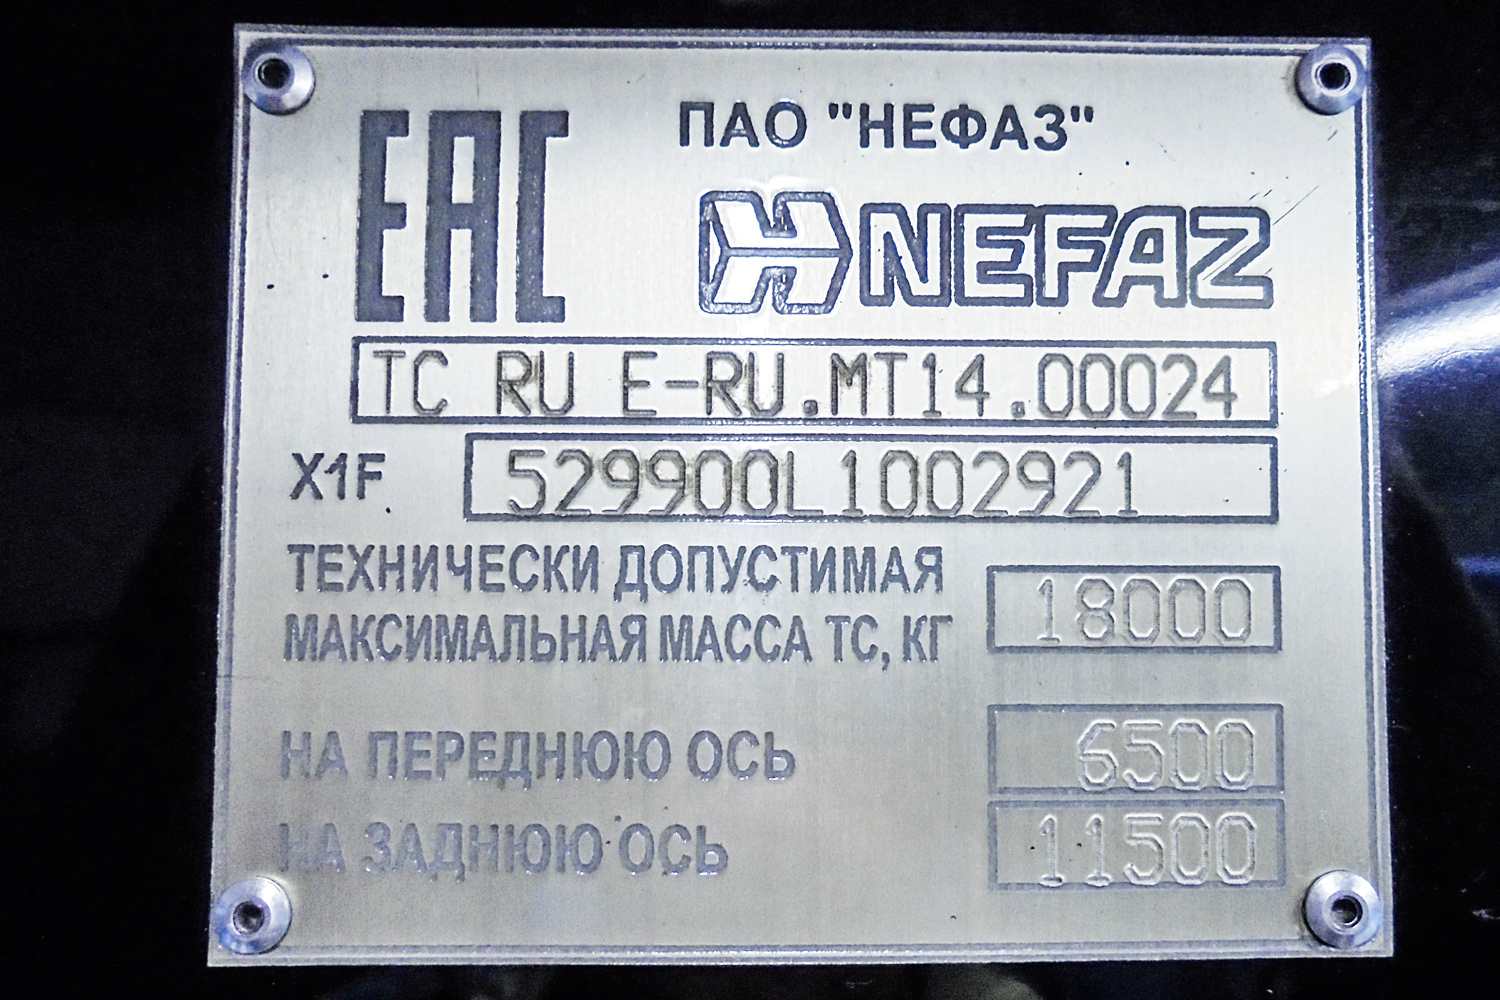 ЕАС
ПАО "НЕФАЗ"
NEFAZ
TC RU E-RU.MT14.00024
X1F 529900L1002921
ТЕХНИЧЕСКИ ДОПУСТИМАЯ
МАКСИМАЛЬНАЯ МАССА ТС, КГ 18000
НА ПЕРЕДНЮЮ ОСЬ 6500
НА ЗАДНЮЮ ОСЬ 11500